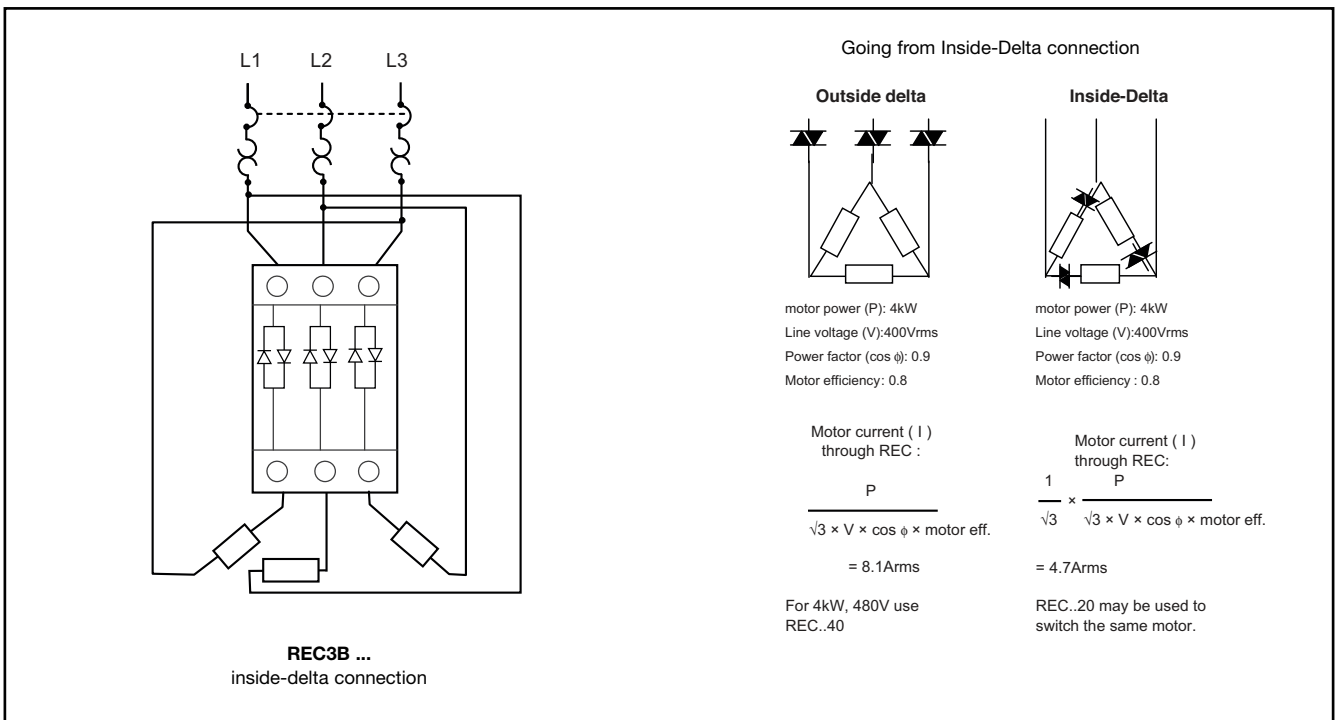 L1 L2 L3
REC3B ...
inside-delta connection
Going from Inside-Delta connection
Outside delta
motor power (P): 4kW
Line voltage (V):400Vrms
Power factor (cos ϕ): 0.9
Motor efficiency: 0.8
Motor current ( I )
through REC :
P
√3 × V × cos ϕ × motor eff.
= 8.1Arms
For 4kW, 480V use
REC..40
Inside-Delta
motor power (P): 4kW
Line voltage (V):400Vrms
Power factor (cos ϕ): 0.9
Motor efficiency : 0.8
Motor current ( I )
through REC:
1 P
√3 × √3 × V × cos ϕ × motor eff.
= 4.7Arms
REC..20 may be used to
switch the same motor.